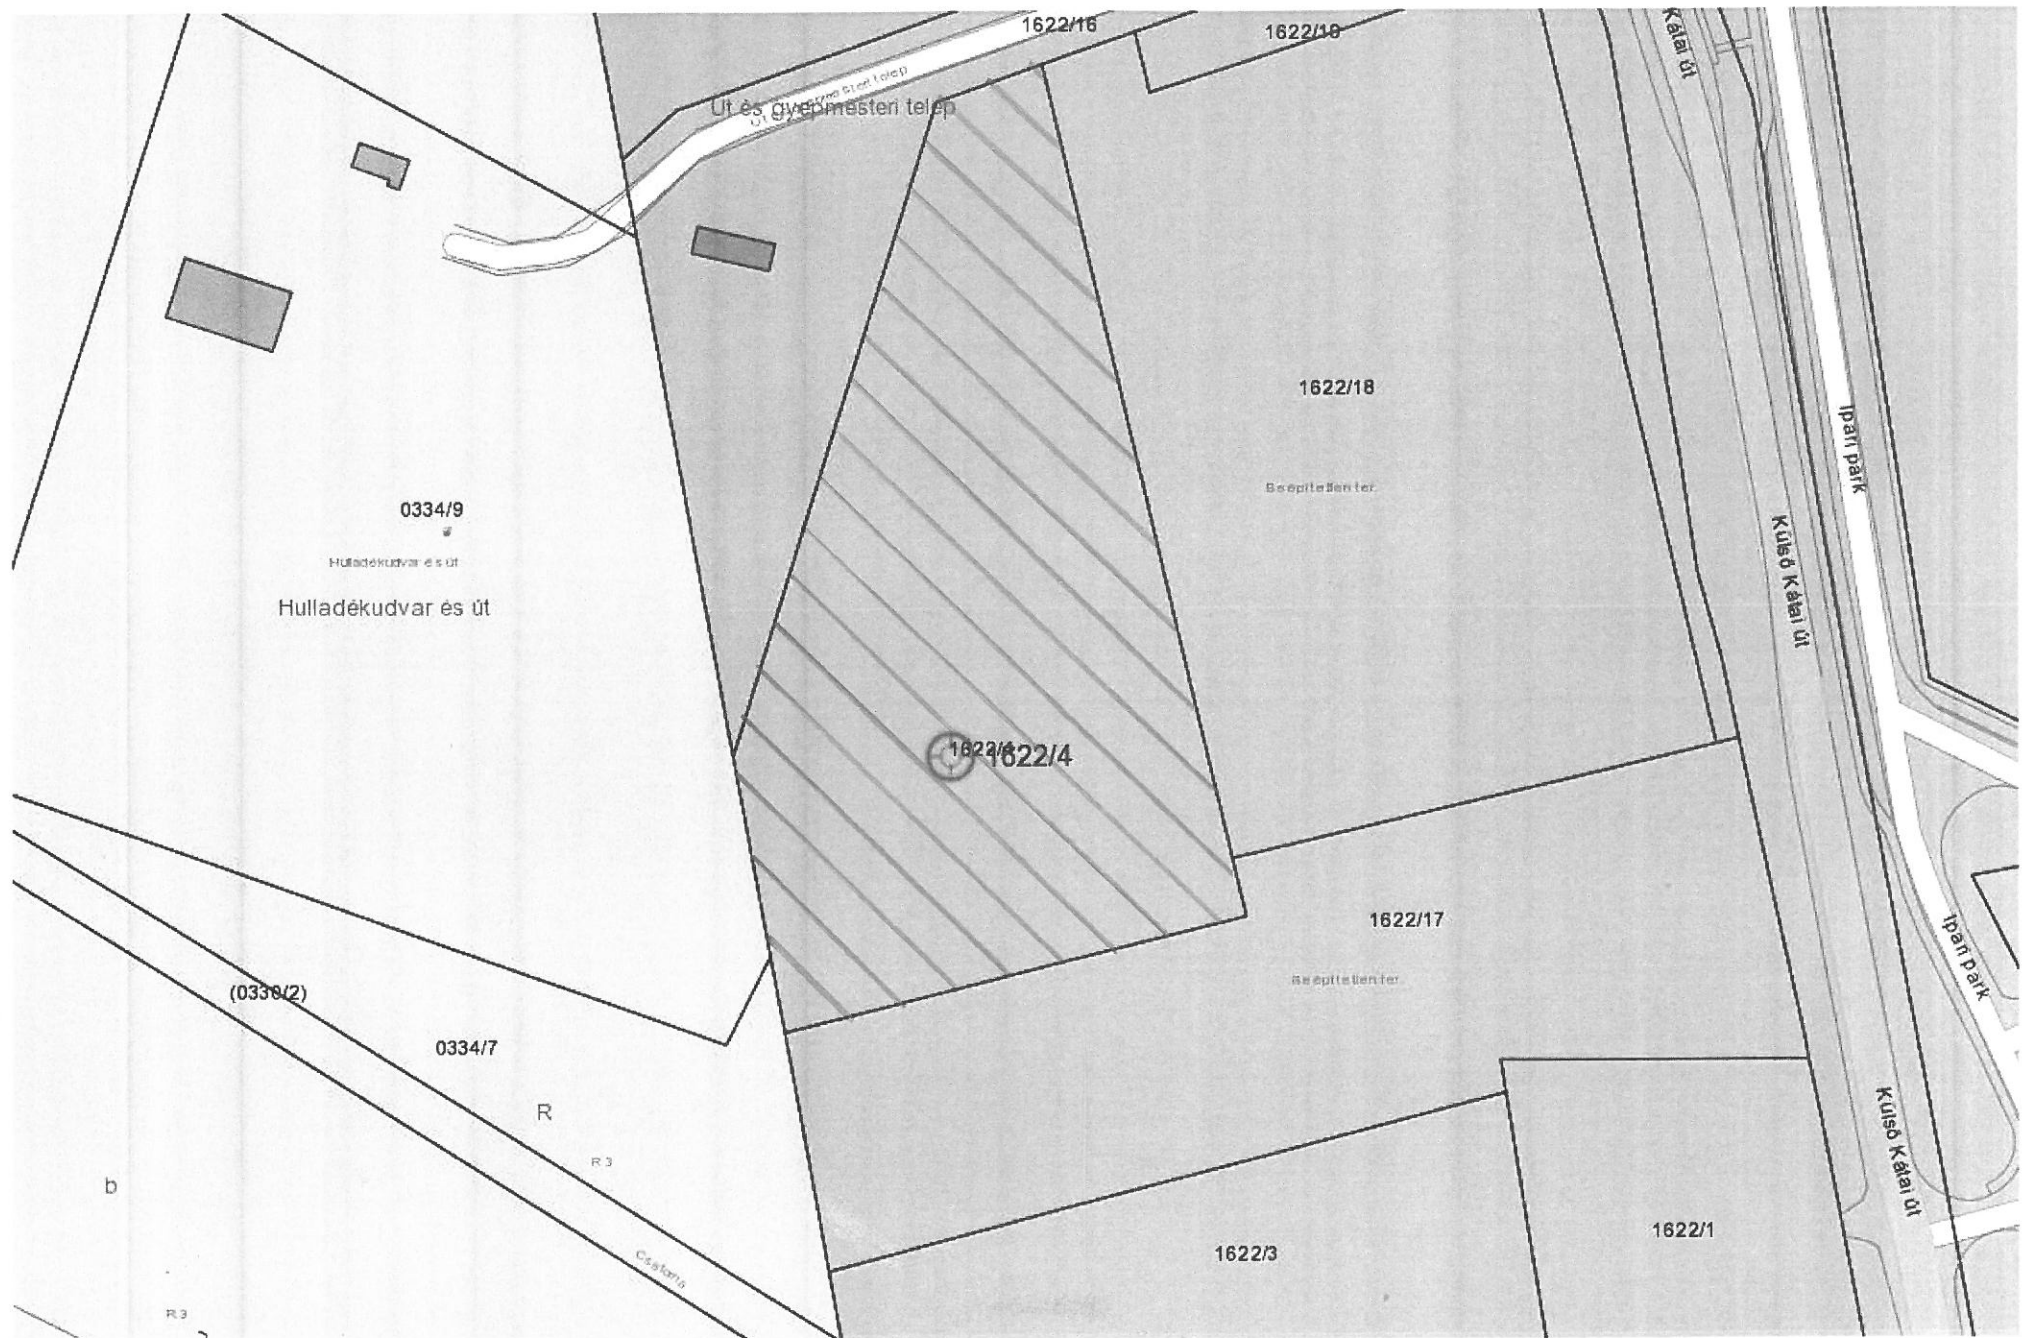 1622/16
1622/19
Kátai út
Út és gyepmesteri telep
1622/18
Ipari park
Beépítetlen ter.
0334/9
Hulladékudvar és út
Külső Kátai út
Hulladékudvar és út
1622/4
1622/4
1622/17
Ipari park
Beépítetlen ter.
(0330/2)
0334/7
R
Külső Kátai út
R 3
b
1622/1
1622/3
Csatorna
R 3